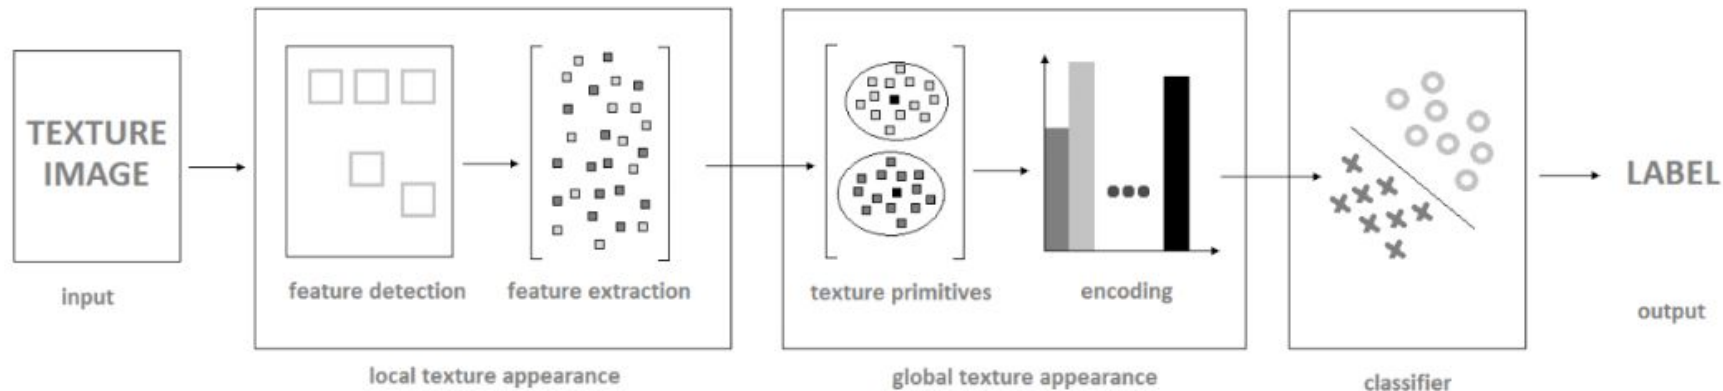 TEXTURE
IMAGE
input
feature detection
feature extraction
local texture appearance
texture primitives
encoding
global texture appearance
classifier
LABEL
output